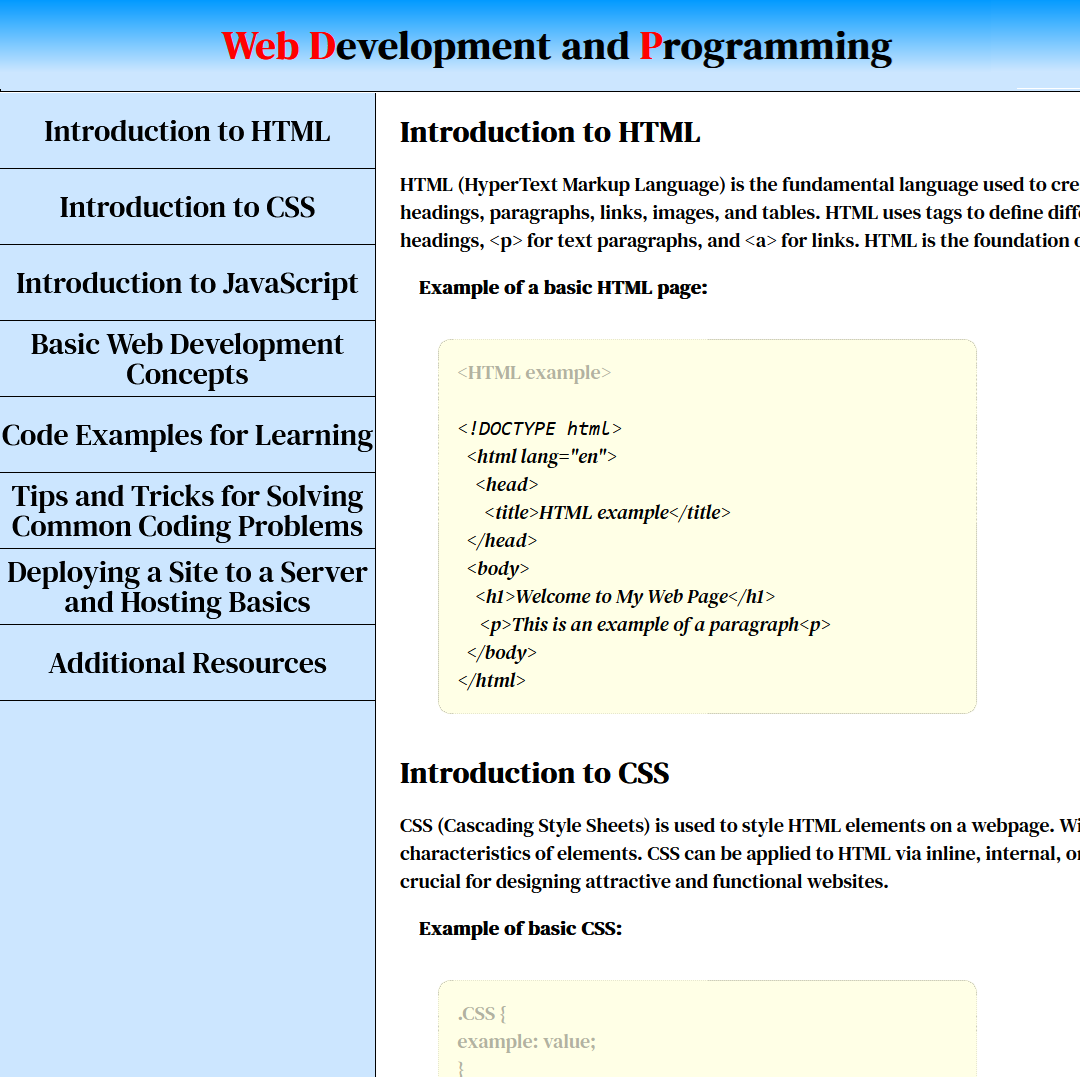 Web Development and Programming
Introduction to HTML
Introduction to CSS
Introduction to JavaScript
Basic Web Development
Concepts
Code Examples for Learning
Tips and Tricks for Solving
Common Coding Problems
Deploying a Site to a Server
and Hosting Basics
Additional Resources
Introduction to HTML
HTML (HyperText Markup Language) is the fundamental language used to cre
headings, paragraphs, links, images, and tables. HTML uses tags to define diff
headings, <p> for text paragraphs, and <a> for links. HTML is the foundation
Example of a basic HTML page:
<HTML example>
<!DOCTYPE html>
<html lang="en">
<head>
<title>HTML example</title>
</head>
<body>
<h1>Welcome to My Web Page</h1>
<p>This is an example of a paragraph<p>
</body>
</html>
Introduction to CSS
CSS (Cascading Style Sheets) is used to style HTML elements on a webpage. Wi
characteristics of elements. CSS can be applied to HTML via inline, internal, or
crucial for designing attractive and functional websites.
Example of basic CSS:
.CSS {
example: value;
}